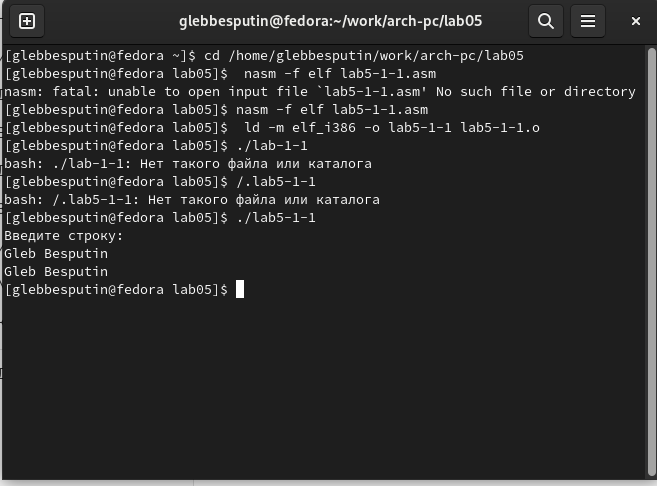 glebbesputin@fedora:~/work/arch-pc/lab05
[glebbesputin@fedora ~]$ cd /home/glebbesputin/work/arch-pc/lab05
[glebbesputin@fedora lab05]$  nasm -f elf lab5-1-1.asm
nasm: fatal: unable to open input file `lab5-1-1.asm' No such file or directory
[glebbesputin@fedora lab05]$ nasm -f elf lab5-1-1.asm
[glebbesputin@fedora lab05]$  ld -m elf_i386 -o lab5-1-1 lab5-1-1.o
[glebbesputin@fedora lab05]$ ./lab-1-1
bash: ./lab-1-1: Нет такого файла или каталога
[glebbesputin@fedora lab05]$ /.lab5-1-1
bash: /.lab5-1-1: Нет такого файла или каталога
[glebbesputin@fedora lab05]$ ./lab5-1-1
Введите строку:
Gleb Besputin
Gleb Besputin
[glebbesputin@fedora lab05]$